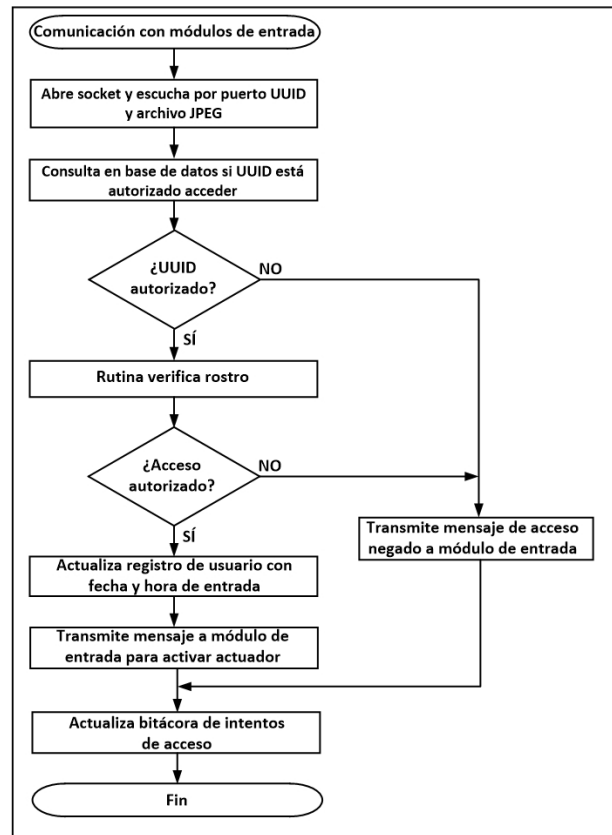 Comunicación con módulos de entrada
Abre socket y escucha por puerto UUID
y archivo JPEG
Consulta en base de datos si UUID está
autorizado acceder
¿UUID
autorizado?
NO
SÍ
Rutina verifica rostro
¿Acceso
autorizado?
NO
SÍ
Transmite mensaje de acceso
negado a módulo de entrada
Actualiza registro de usuario con
fecha y hora de entrada
Transmite mensaje a módulo de
entrada para activar actuador
Actualiza bitácora de intentos
de acceso
Fin